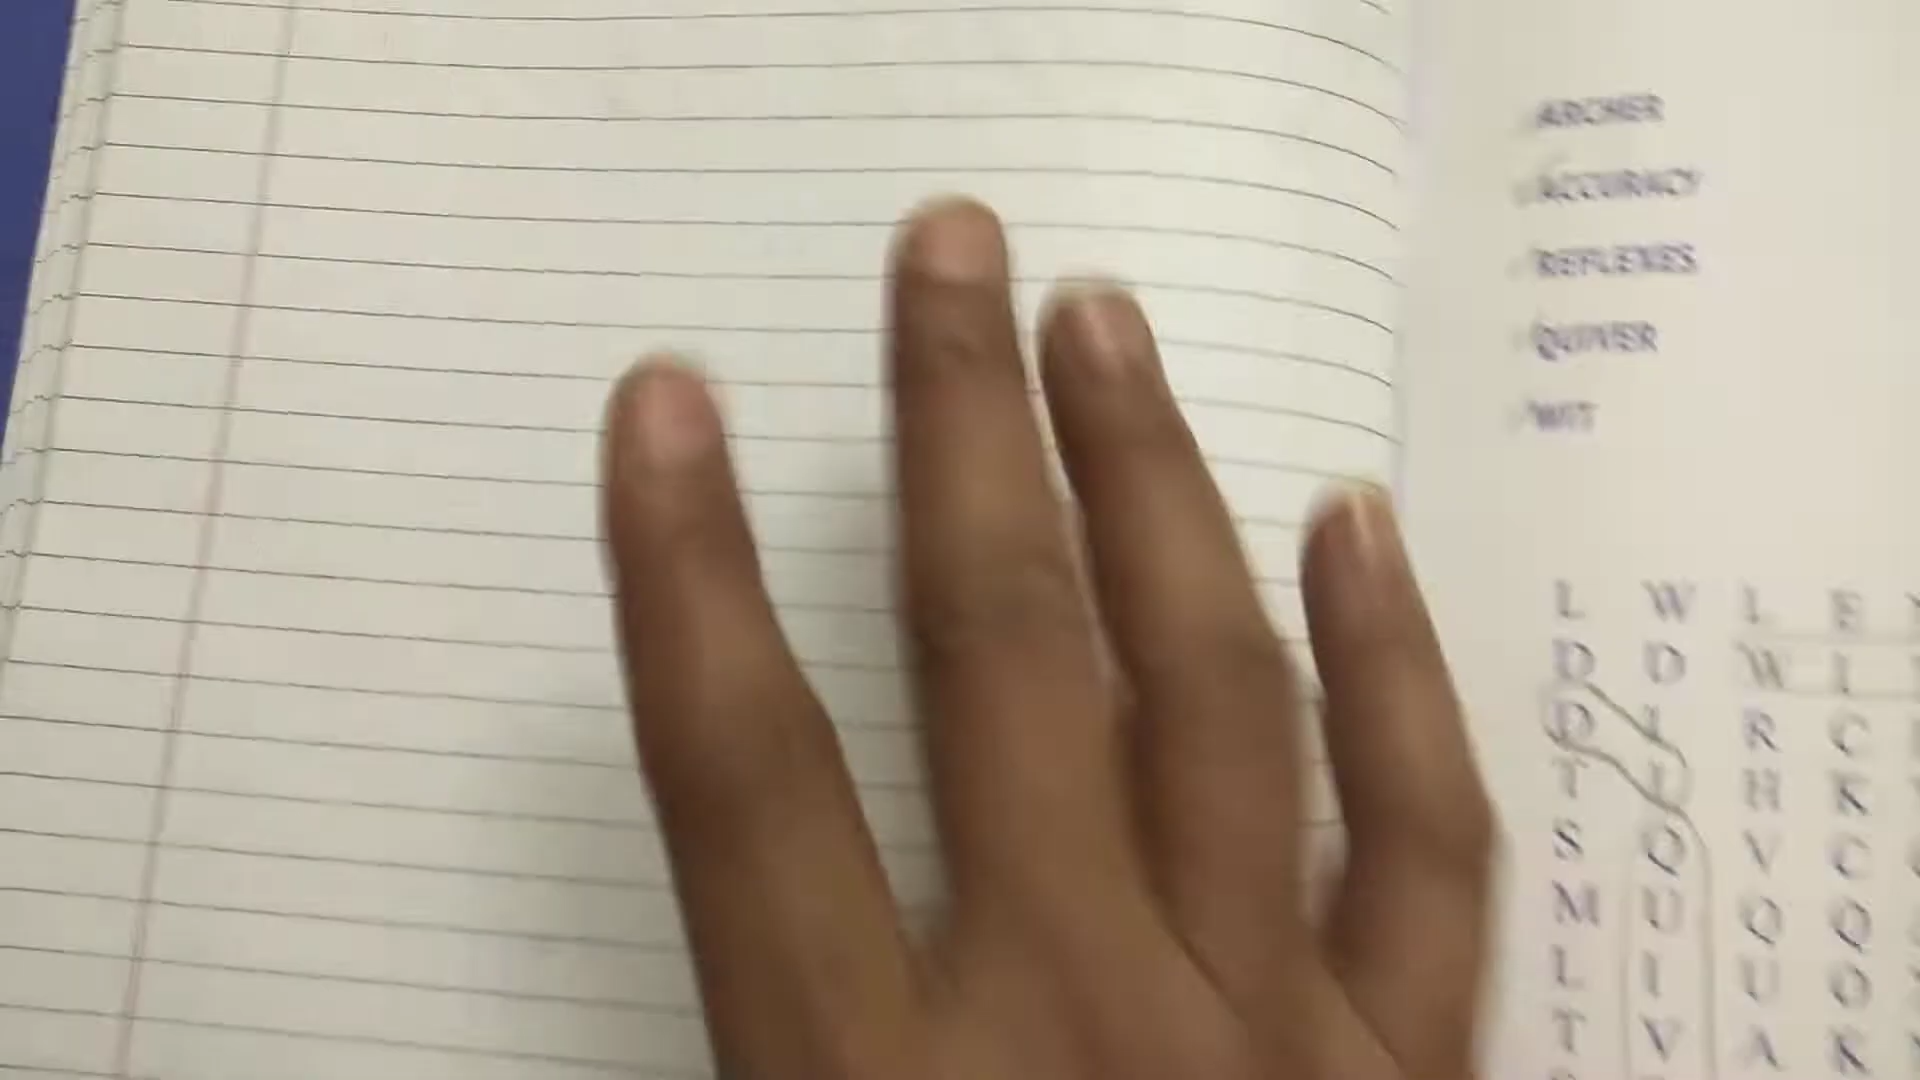 ARCHER
ACCURACY
REFLEXES
QUIVER
WIT
L W L E
D D W I
D I R C
T I H K
S Q V C
M U O O
L I U O
T V A K